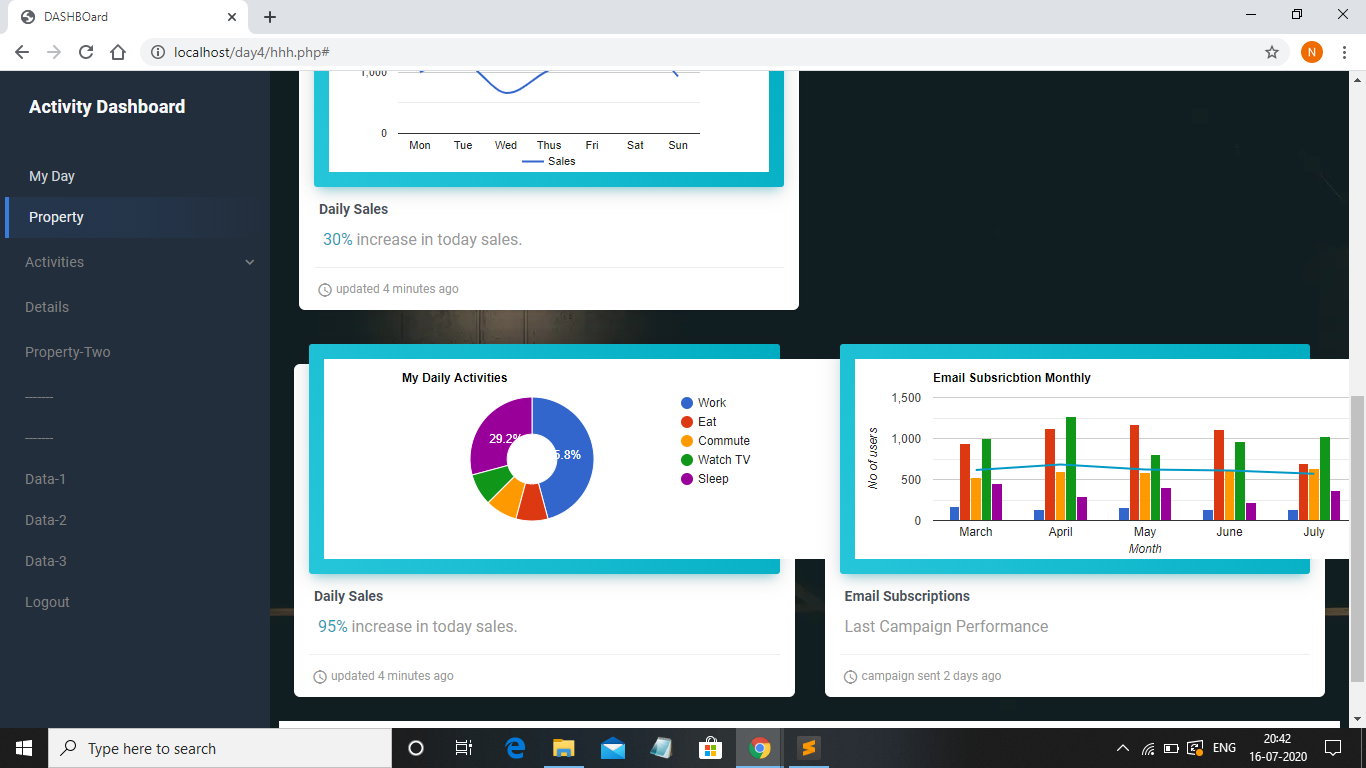 DASHBOard
localhost/day4/hhh.php#
N
Activity Dashboard
My Day
Property
Activities
Details
Property-Two
-------
-------
Data-1
Data-2
Data-3
Logout
1,000
0
Mon Tue Wed Thus Fri Sat Sun
Sales
Daily Sales
30% increase in today sales.
updated 4 minutes ago
My Daily Activities
29.2%
5.8%
Work
Eat
Commute
Watch TV
Sleep
Daily Sales
95% increase in today sales.
updated 4 minutes ago
Email Subsricbtion Monthly
No of users
1,500
1,000
500
0
March April May June July
Month
Email Subscriptions
Last Campaign Performance
campaign sent 2 days ago
Type here to search
ENG
20:42
16-07-2020